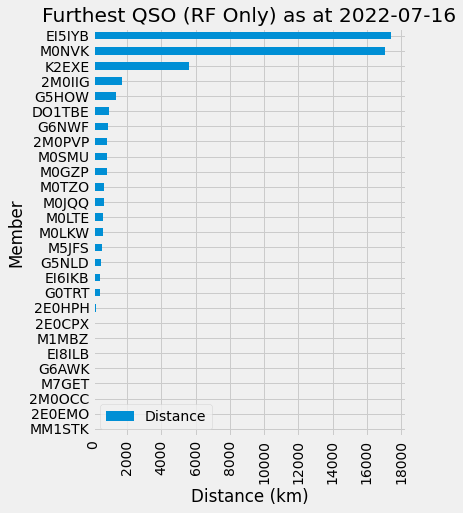 Furthest QSO (RF Only) as at 2022-07-16
EI5IYB
M0NVK
K2EXE
2M0IIG
G5HOW
DO1TBE
G6NWF
2M0PVP
M0SMU
M0GZP
M0TZO
M0JQQ
M0LTE
M0LKW
M5JFS
G5NLD
EI6IKB
G0TRT
2E0HPH
2E0CPX
M1MBZ
EI8ILB
G6AWK
M7GET
2M0OCC
2E0EMO
MM1STK
Member
Distance
0 2000 4000 6000 8000 10000 12000 14000 16000 18000
Distance (km)